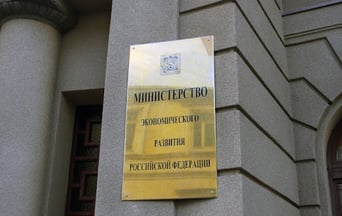 МИНИСТЕРСТВО
ЭКОНОМИЧЕСКОГО
РАЗВИТИЯ
РОССИЙСКОЙ ФЕДЕРАЦИИ